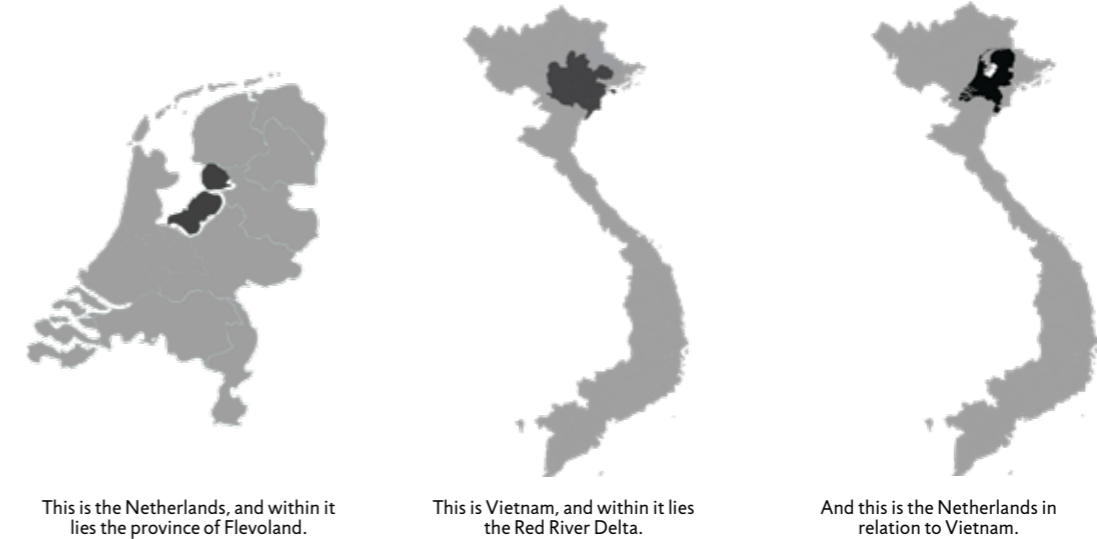 This is the Netherlands, and within it
lies the province of Flevoland.
This is Vietnam, and within it lies
the Red River Delta.
And this is the Netherlands in
relation to Vietnam.